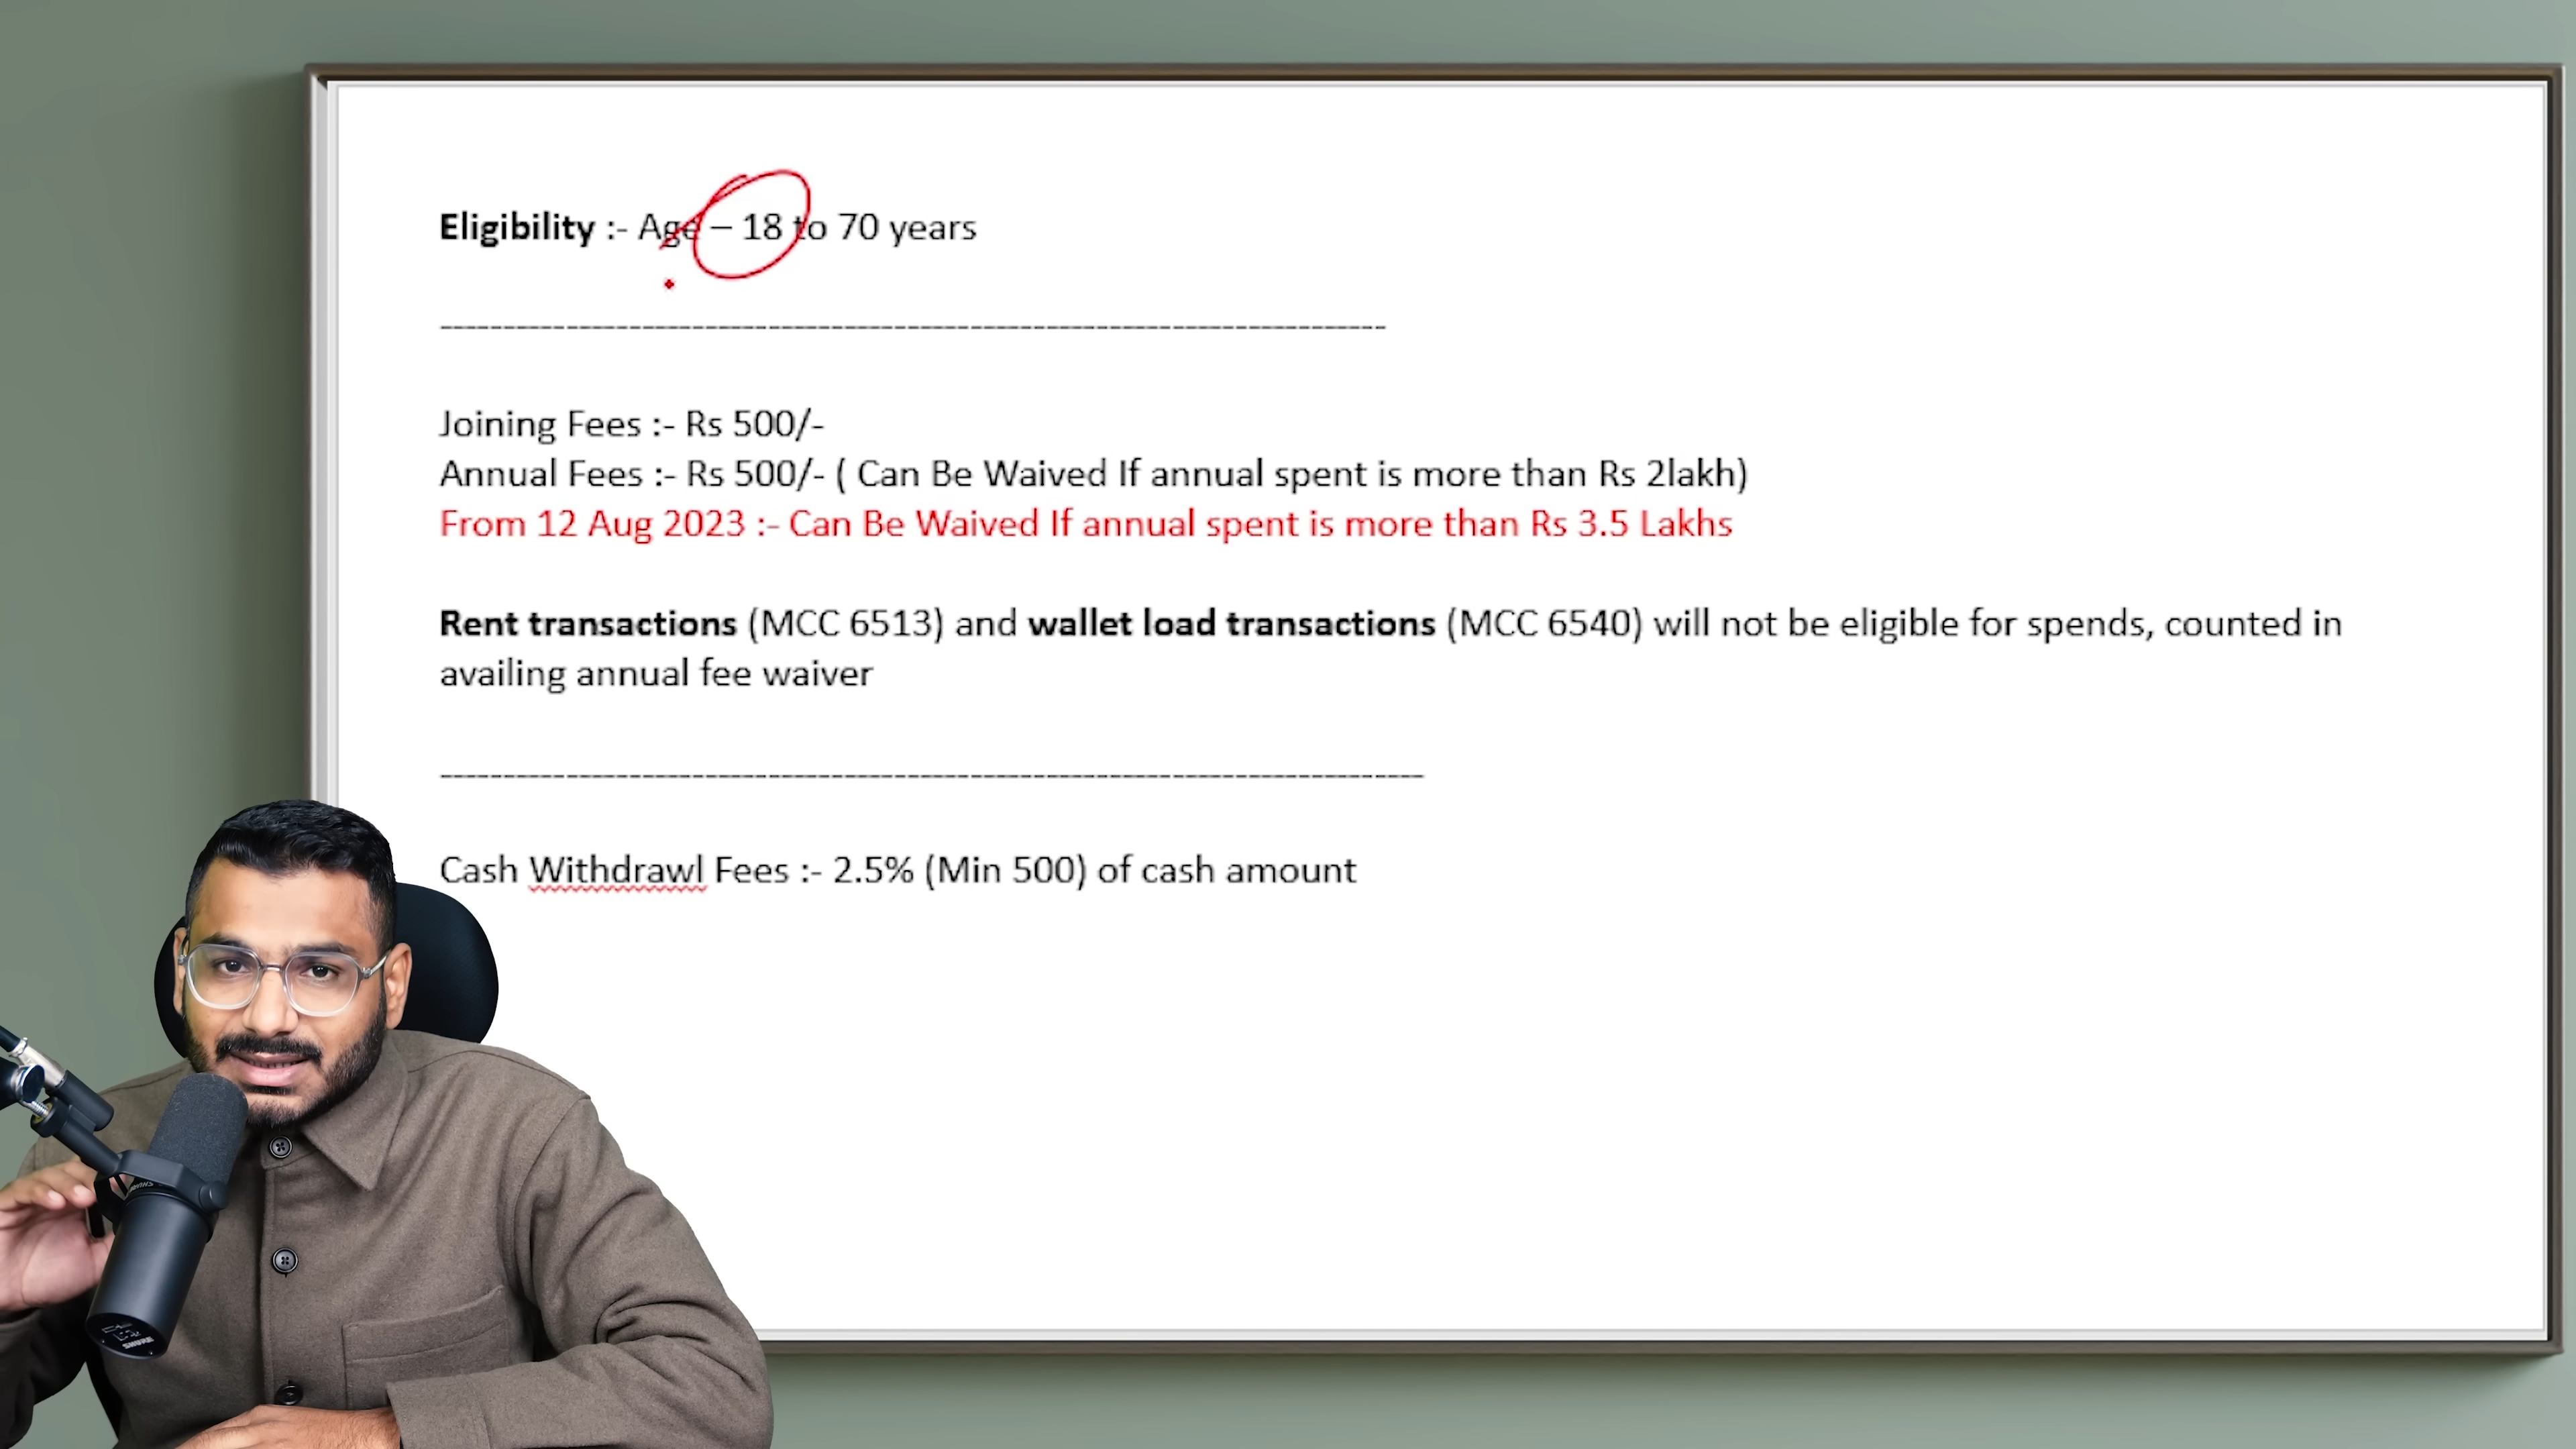 Eligibility :- Age – 18 to 70 years
---------------------------------------------------------------------------
Joining Fees :- Rs 500/-
Annual Fees :- Rs 500/- ( Can Be Waived If annual spent is more than Rs 2lakh)
From 12 Aug 2023 :- Can Be Waived If annual spent is more than Rs 3.5 Lakhs
Rent transactions (MCC 6513) and wallet load transactions (MCC 6540) will not be eligible for spends, counted in
availing annual fee waiver
------------------------------------------------------------------------------
Cash Withdrawl Fees :- 2.5% (Min 500) of cash amount